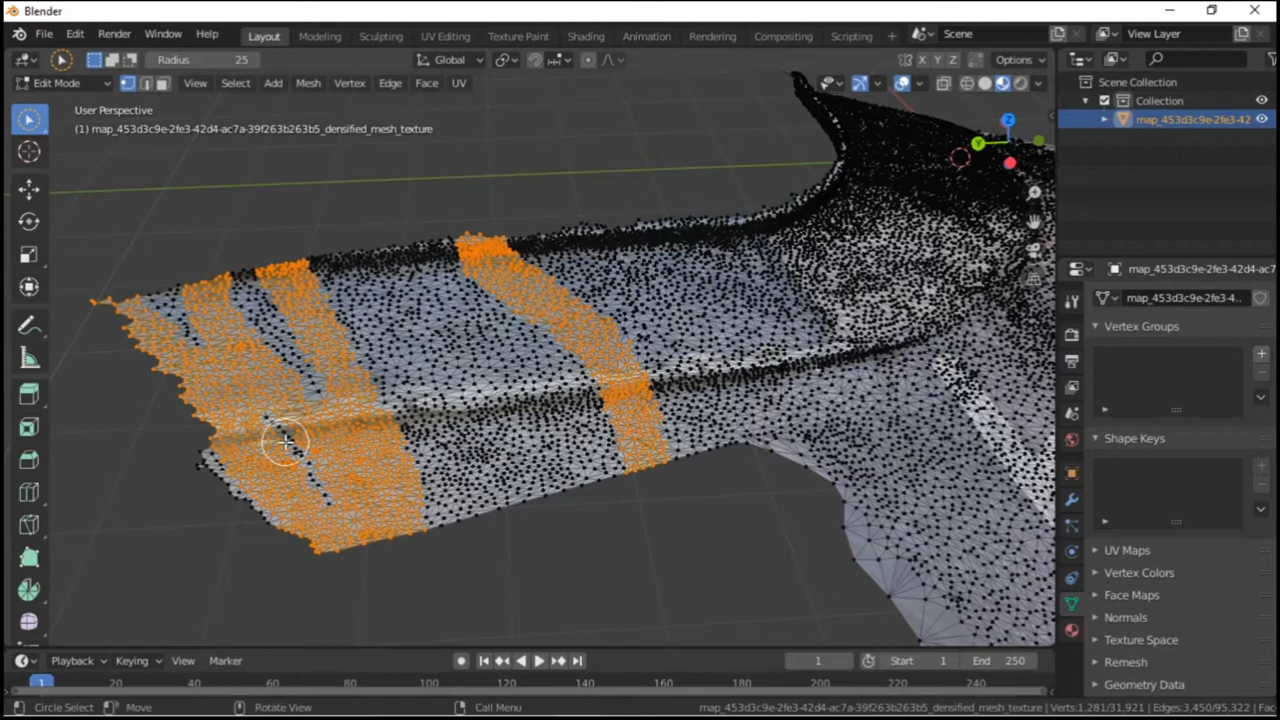 Blender
File Edit Render Window Help Layout Modeling Sculpting UV Editing Texture Paint Shading Animation Rendering Compositing Scripting + Scene View Layer
Radius 25 Global X Y Z Options
Edit Mode View Select Add Mesh Vertex Edge Face UV
User Perspective
(1) map_453d3c9e-2fe3-42d4-ac7a-39f263b263b5_densified_mesh_texture
Z
Y
Scene Collection
Collection
map_453d3c9e-2fe3-42
map_453d3c9e-2fe3-42d4-ac7
map_453d3c9e-2fe3-4..
Vertex Groups
Shape Keys
UV Maps
Vertex Colors
Face Maps
Normals
Texture Space
Remesh
Geometry Data
Playback Keying View Marker 1 Start 1 End 250
1 20 40 60 80 100 120 140 160 180 200 220 240
Circle Select Move Rotate View Call Menu map_453d3c9e-2fe3-42d4-ac7a-39f263b263b5_densified_mesh_texture | Verts:1,281/31,921 | Edges:3,450/95,322 | Fac